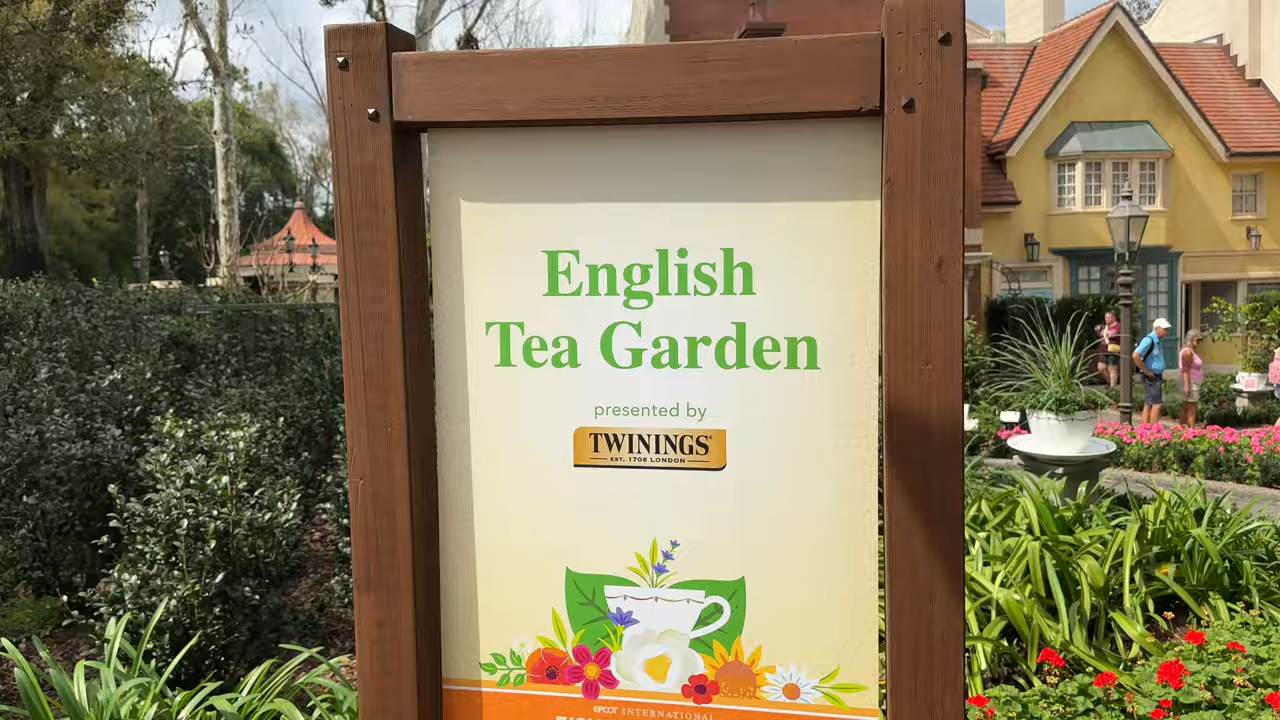 English
Tea Garden
presented by
TWININGS®
EST. 1706 LONDON
EPCOT INTERNATIONAL